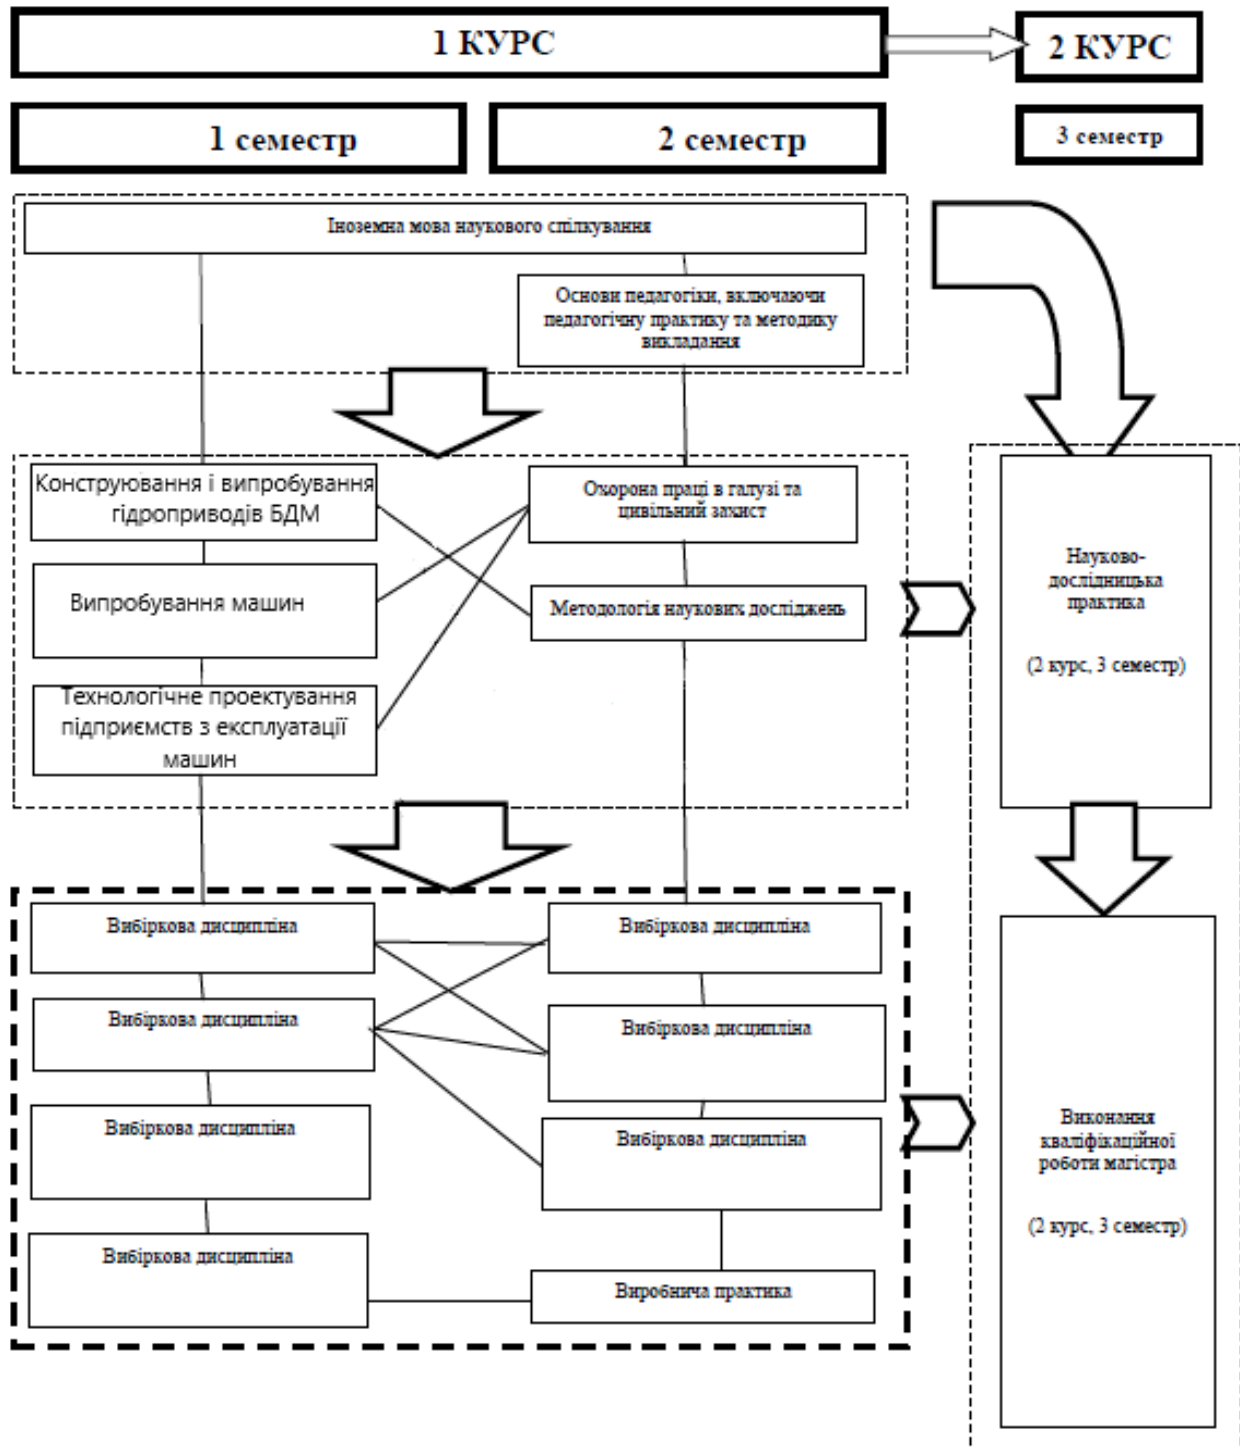 1 КУРС
2 КУРС
1 семестр
2 семестр
3 семестр
Іноземна мова наукового спілкування
Основи педагогіки, включаючи
педагогічну практику та методику
викладання
Конструювання і випробування
гідроприводів БДМ
Випробування машин
Технологічне проектування
підприємств з експлуатації
машин
Охорона праці в галузі та
цивільний захист
Методологія наукових досліджень
Науково-
дослідницька
практика
(2 курс, 3 семестр)
Вибіркова дисципліна
Вибіркова дисципліна
Вибіркова дисципліна
Вибіркова дисципліна
Вибіркова дисципліна
Вибіркова дисципліна
Вибіркова дисципліна
Виробнича практика
Виконання
кваліфікаційної
роботи магістра
(2 курс, 3 семестр)